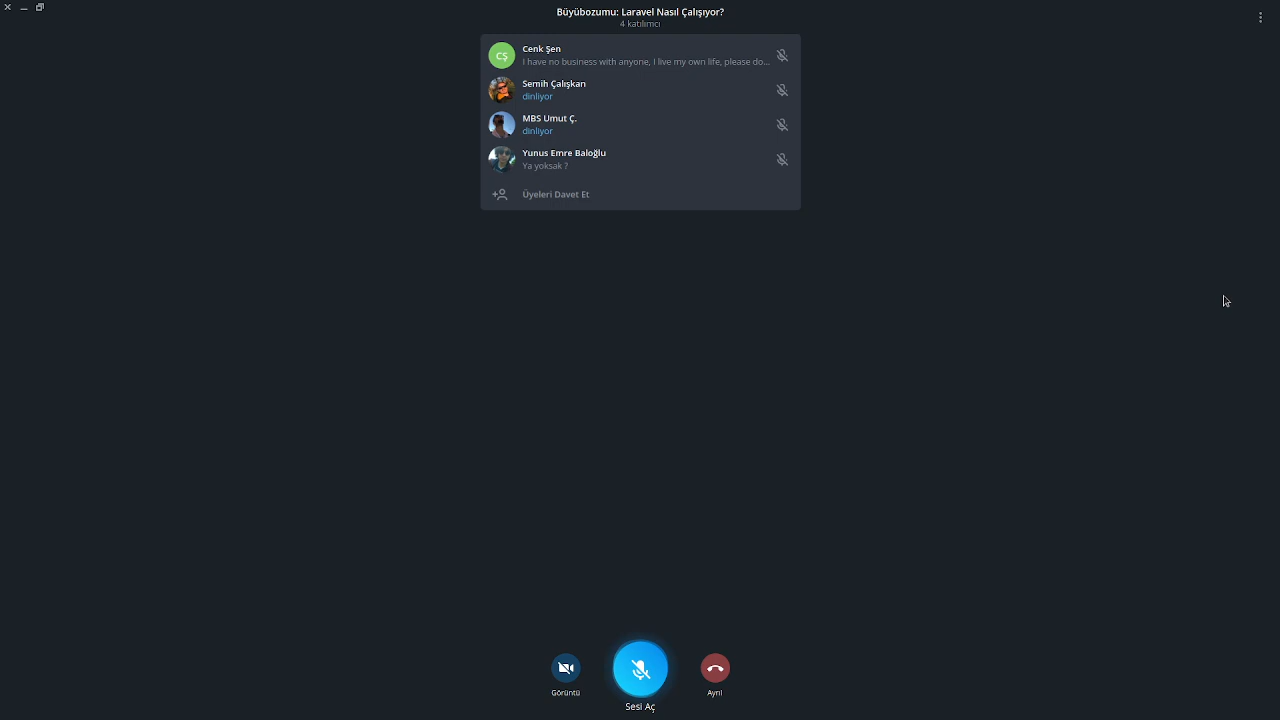 Büyübozumu: Laravel Nasıl Çalışıyor?
4 katılımcı
CŞ
Cenk Şen
I have no business with anyone, I live my own life, please do...
Semih Çalışkan
dinliyor
MBS Umut Ç.
dinliyor
Yunus Emre Baloğlu
Ya yoksak ?
Üyeleri Davet Et
Görüntü
Sesi Aç
Ayrıl